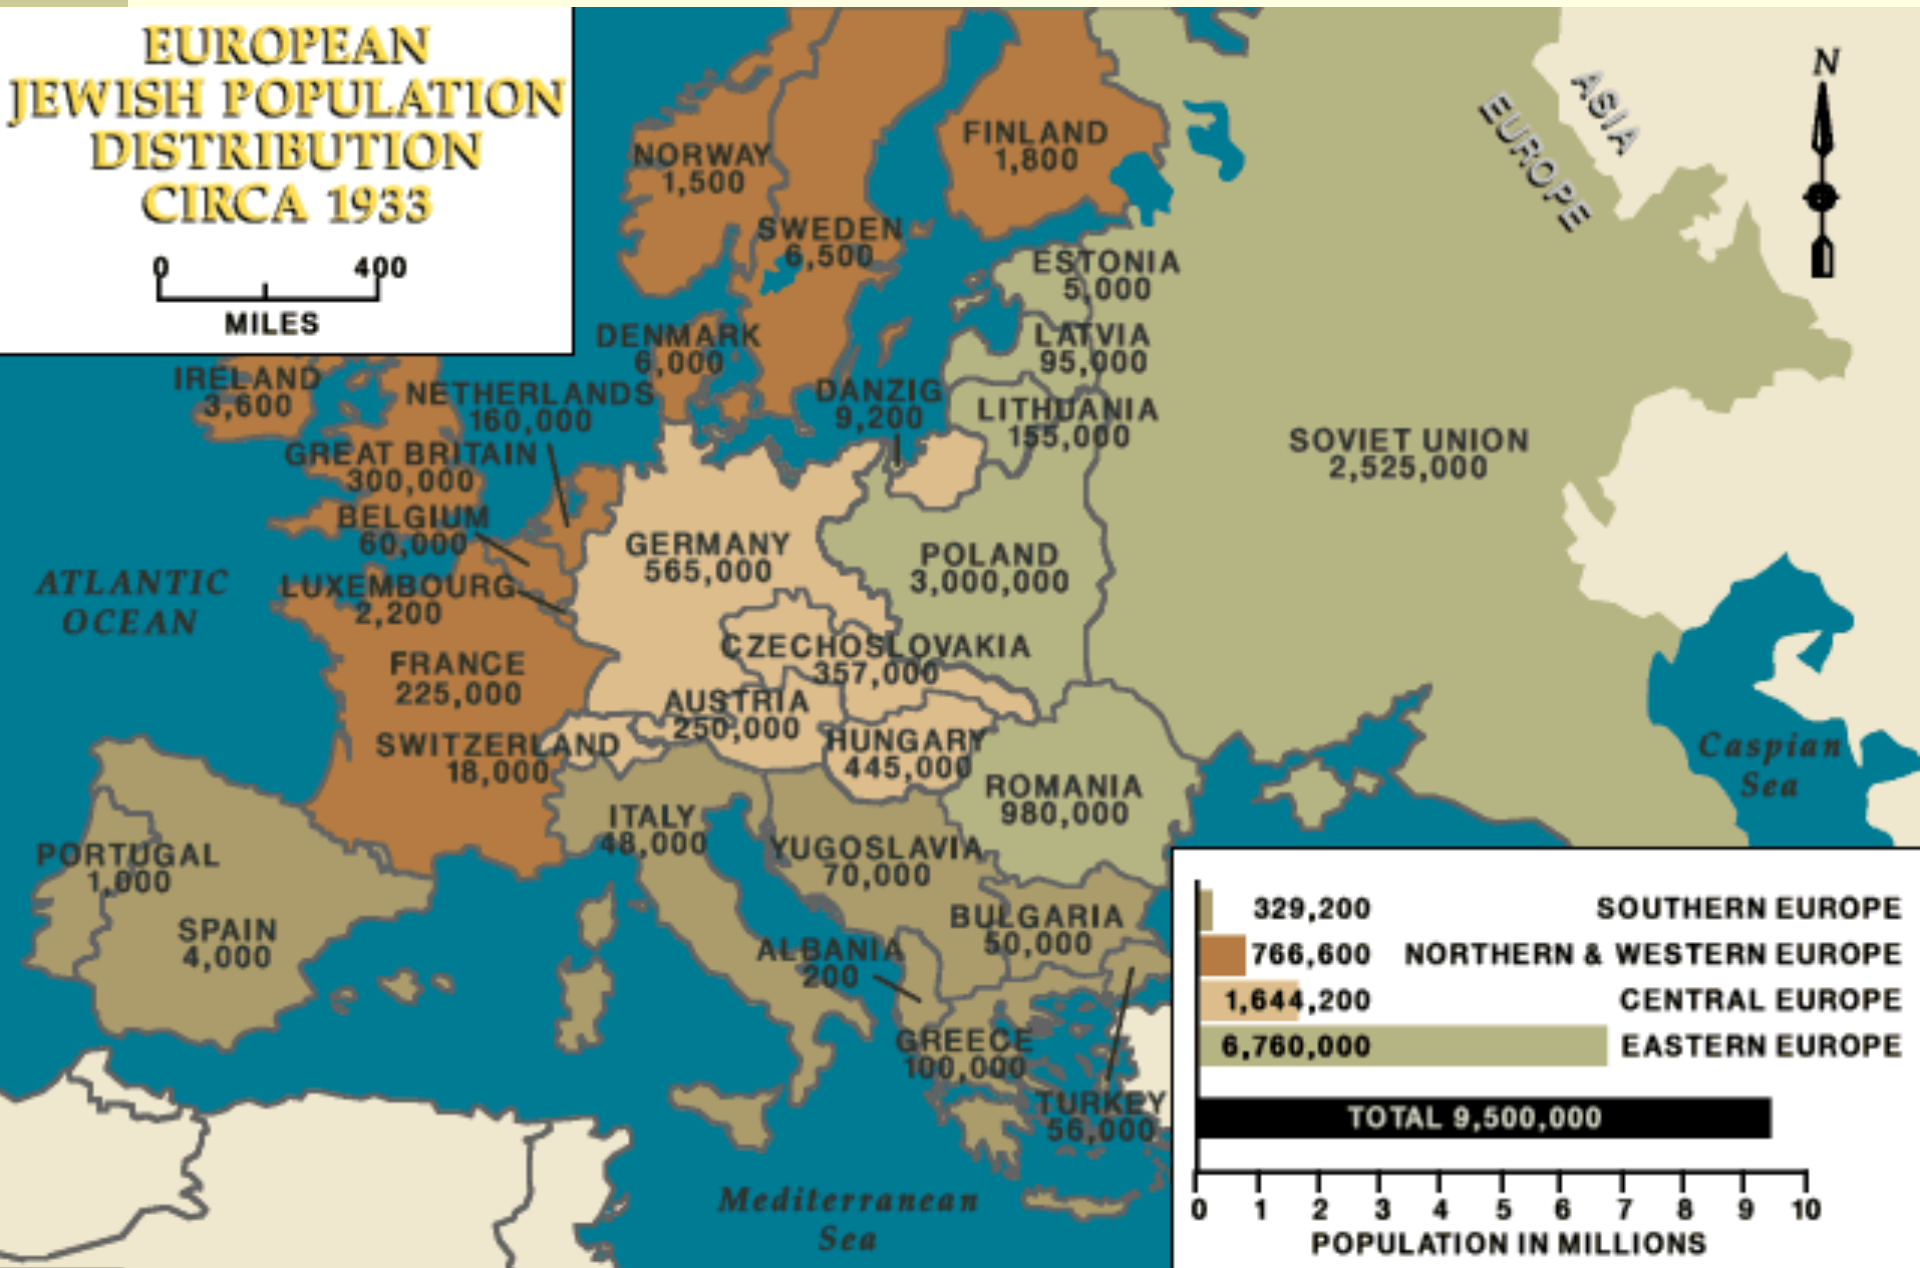 EUROPEAN
JEWISH POPULATION
DISTRIBUTION
CIRCA 1933
0 400
MILES
N
ASIA
EUROPE
NORWAY
1,500
FINLAND
1,800
SWEDEN
6,500
ESTONIA
5,000
DENMARK
6,000
LATVIA
95,000
IRELAND
3,600
NETHERLANDS
160,000
DANZIG
9,200
LITHUANIA
155,000
GREAT BRITAIN
300,000
SOVIET UNION
2,525,000
BELGIUM
60,000
GERMANY
565,000
POLAND
3,000,000
ATLANTIC
OCEAN
LUXEMBOURG
2,200
CZECHOSLOVAKIA
357,000
FRANCE
225,000
AUSTRIA
250,000
SWITZERLAND
18,000
HUNGARY
445,000
Caspian
Sea
ROMANIA
980,000
ITALY
48,000
YUGOSLAVIA
70,000
PORTUGAL
1,000
SPAIN
4,000
BULGARIA
50,000
ALBANIA
200
GREECE
100,000
TURKEY
56,000
Mediterranean
Sea
329,200 SOUTHERN EUROPE
766,600 NORTHERN & WESTERN EUROPE
1,644,200 CENTRAL EUROPE
6,760,000 EASTERN EUROPE
TOTAL 9,500,000
0 1 2 3 4 5 6 7 8 9 10
POPULATION IN MILLIONS